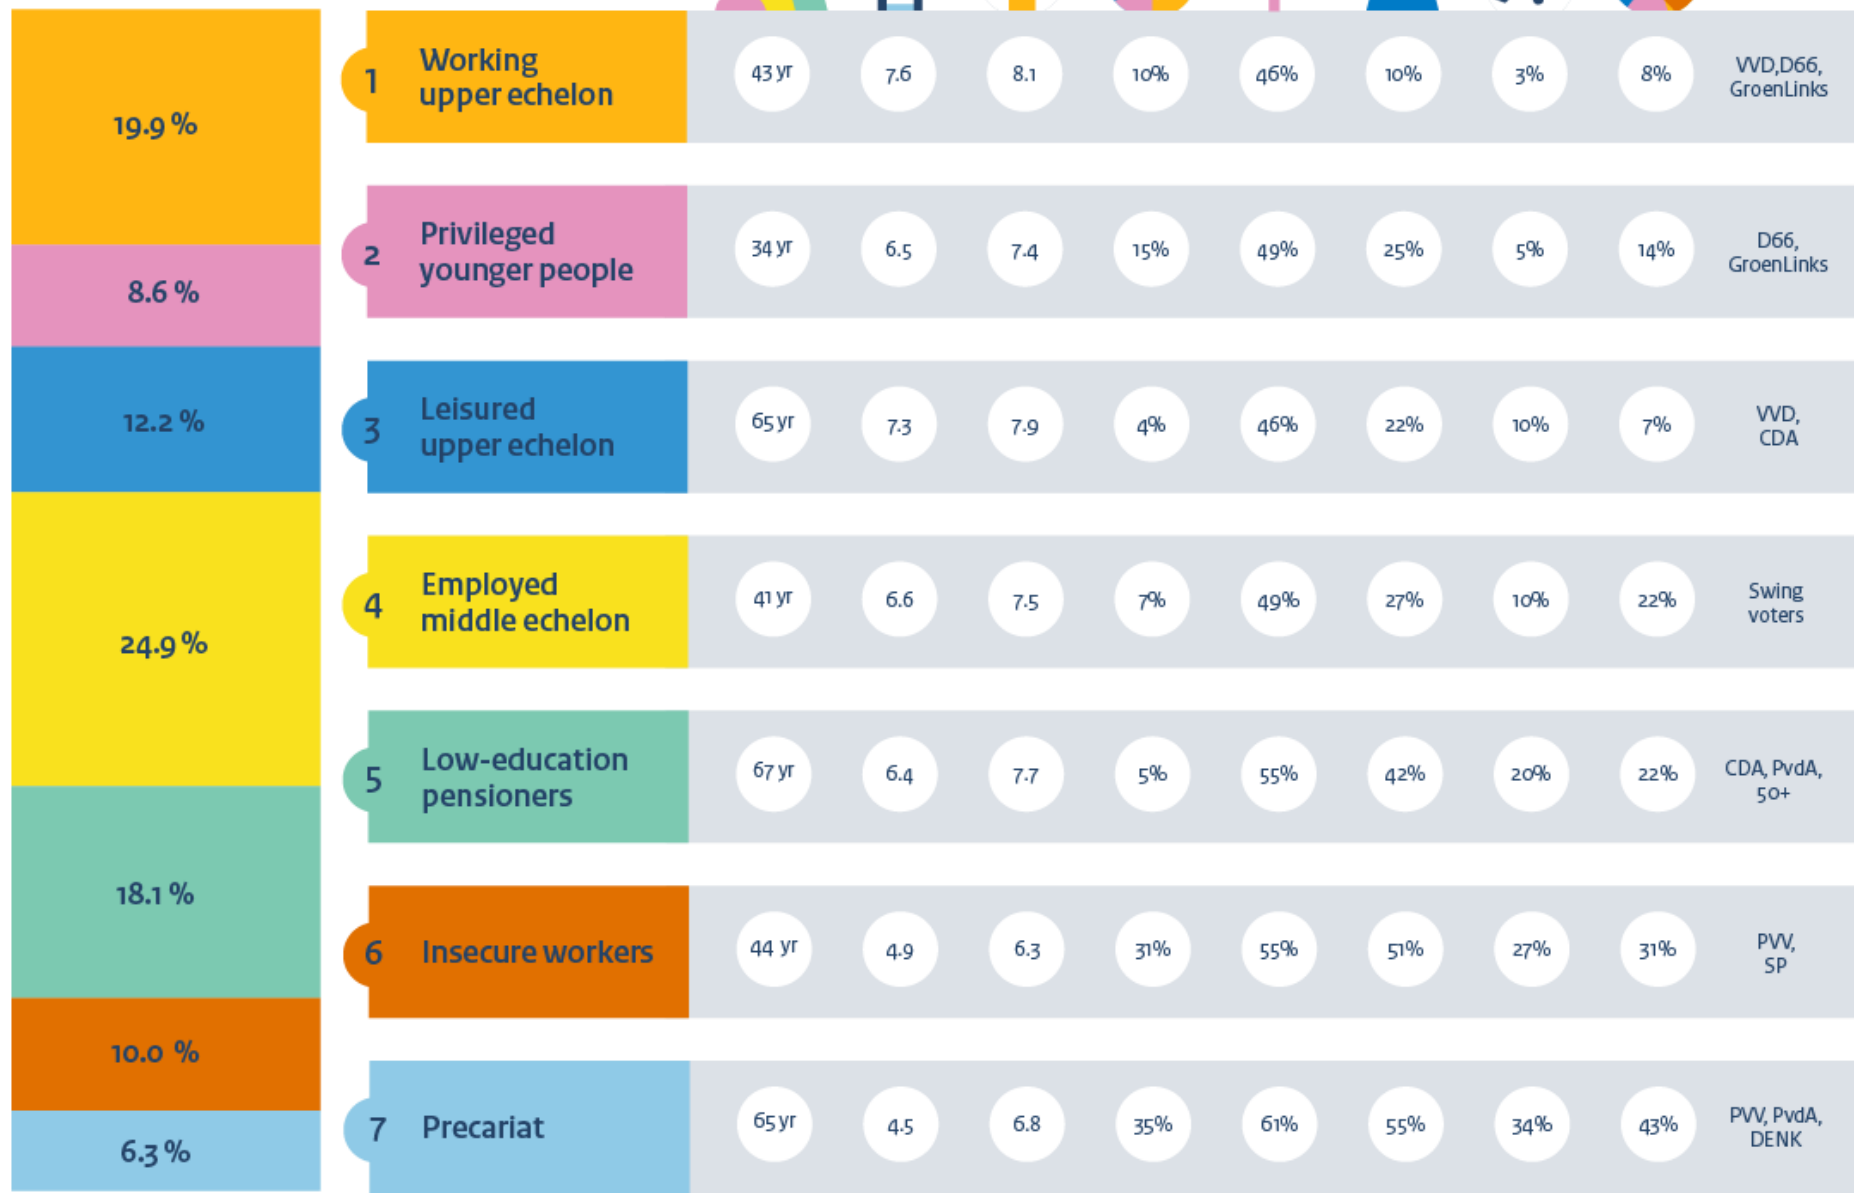 19.9 %
8.6 %
12.2 %
24.9 %
18.1 %
10.0 %
6.3 %
1
Working
upper echelon
43 yr
7.6
8.1
10%
46%
10%
3%
8%
VVD,D66,
GroenLinks
2
Privileged
younger people
34 yr
6.5
7.4
15%
49%
25%
5%
14%
D66,
GroenLinks
3
Leisured
upper echelon
65 yr
7.3
7.9
4%
46%
22%
10%
7%
VVD,
CDA
4
Employed
middle echelon
41 yr
6.6
7.5
7%
49%
27%
10%
22%
Swing
voters
5
Low-education
pensioners
67 yr
6.4
7.7
5%
55%
42%
20%
22%
CDA, PvdA,
50+
6
Insecure workers
44 yr
4.9
6.3
31%
55%
51%
27%
31%
PVV,
SP
7
Precariat
65 yr
4.5
6.8
35%
61%
55%
34%
43%
PVV, PvdA,
DENK